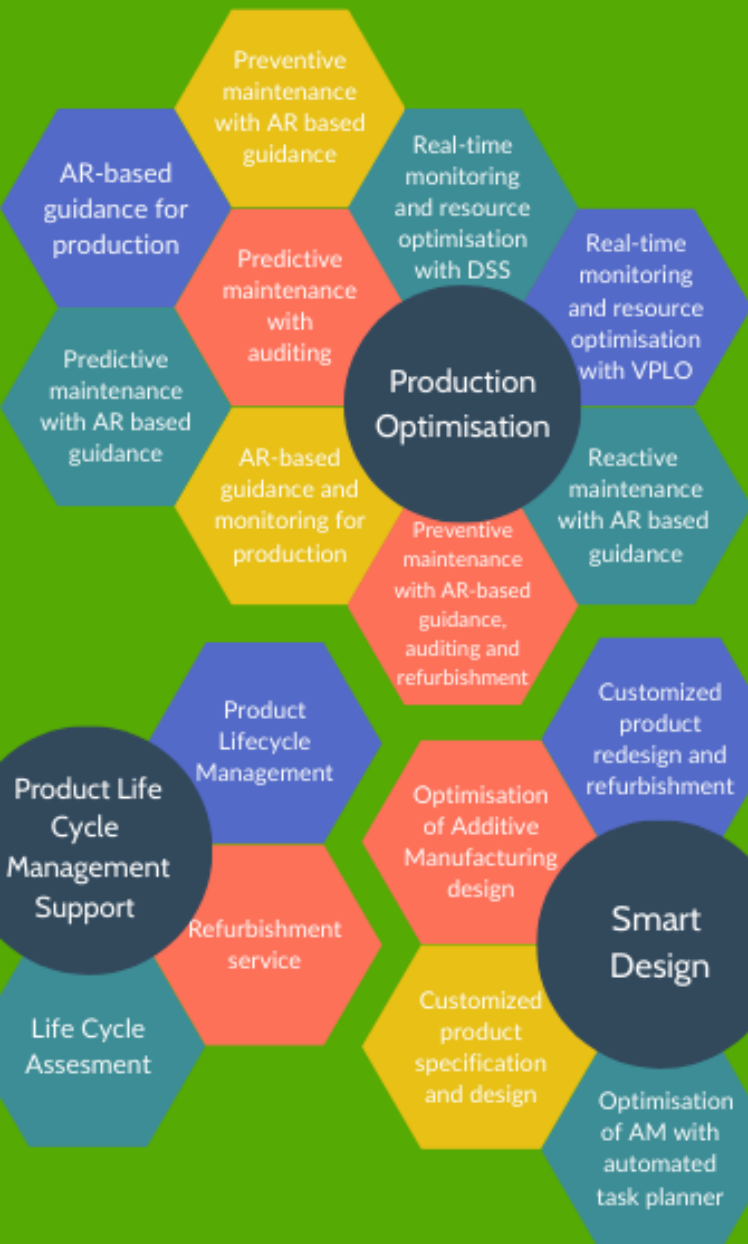 Preventive
maintenance
with AR based
guidance
AR-based
guidance for
production
Real-time
monitoring
and resource
optimisation
with DSS
Predictive
maintenance
with
auditing
Real-time
monitoring
and resource
optimisation
with VPLO
Predictive
maintenance
with AR based
guidance
Production
Optimisation
AR-based
guidance and
monitoring for
production
Reactive
maintenance
with AR based
guidance
Preventive
maintenance
with AR-based
guidance,
auditing and
refurbishment
Product
Lifecycle
Management
Customized
product
redesign and
refurbishment
Product Life
Cycle
Management
Support
Optimisation
of Additive
Manufacturing
design
Refurbishment
service
Smart
Design
Life Cycle
Assesment
Customized
product
specification
and design
Optimisation
of AM with
automated
task planner